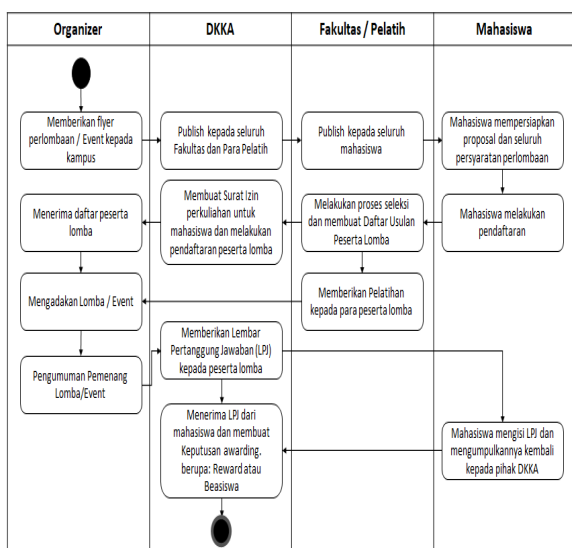 Organizer
DKKA
Fakultas / Pelatih
Mahasiswa
Memberikan flyer
perlombaan / Event kepada
kampus
Publish kepada seluruh
Fakultas dan Para Pelatih
Publish kepada seluruh
mahasiswa
Mahasiswa mempersiapkan
proposal dan seluruh
persyaratan perlombaan
Menerima daftar peserta
lomba
Membuat Surat Izin
perkuliahan untuk
mahasiswa dan melakukan
pendaftaran peserta lomba
Melakukan proses seleksi
dan membuat Daftar Usulan
Peserta Lomba
Mahasiswa melakukan
pendaftaran
Mengadakan Lomba / Event
Memberikan Pelatihan
kepada para peserta lomba
Pengumuman Pemenang
Lomba/Event
Memberikan Lembar
Pertanggung Jawaban (LPJ)
kepada peserta lomba
Menerima LPJ dari
mahasiswa dan membuat
Keputusan awarding.
berupa: Reward atau
Beasiswa
Mahasiswa mengisi LPJ dan
mengumpulkannya kembali
kepada pihak DKKA